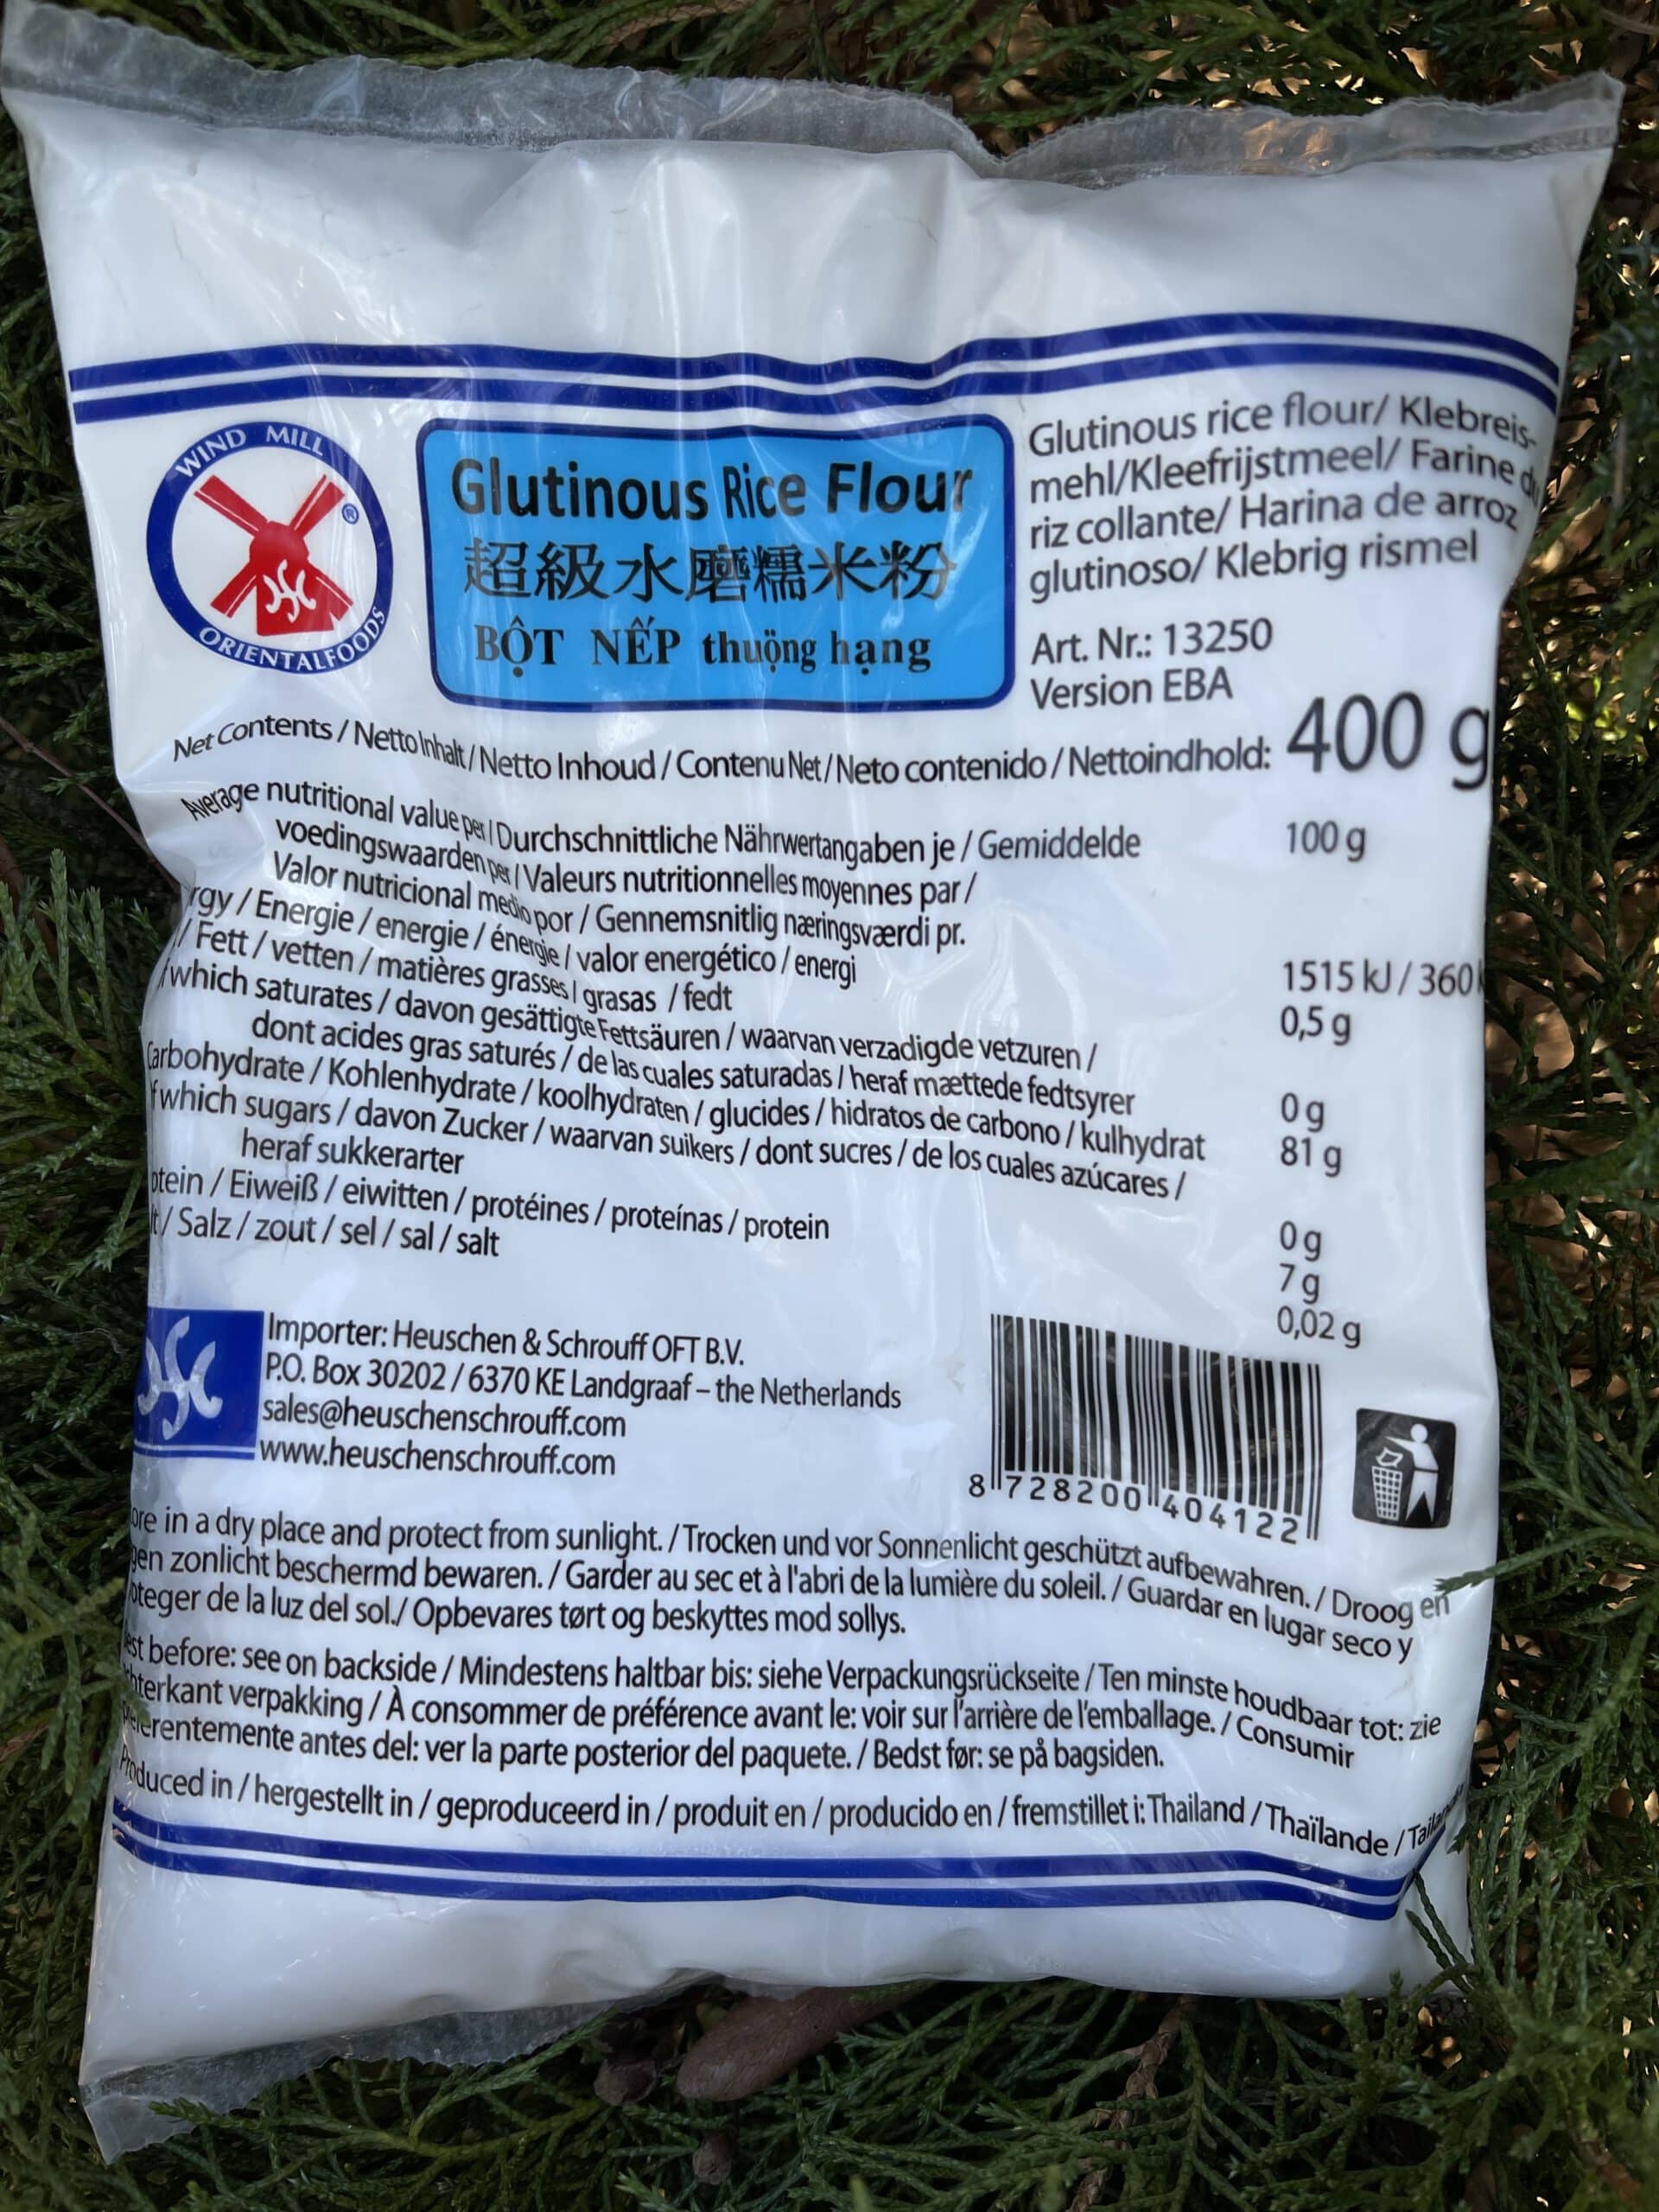 WIND MILL
ORIENTALFOODS
®
Glutinous Rice Flour
超級水磨糯米粉
BỘT NẾP thuộng hạng
Glutinous rice flour/ Klebreis-
mehl/Kleefrijstmeel/ Farine du
riz collante/ Harina de arroz
glutinoso/ Klebrig rismel
Art. Nr.: 13250
Version EBA
Net Contents / Netto Inhalt / Netto Inhoud / Contenu Net / Neto contenido / Nettoindhold: 400 g
Average nutritional value per / Durchschnittliche Nährwertangaben je / Gemiddelde 100 g
voedingswaarden per / Valeurs nutritionnelles moyennes par /
Valor nutricional medio por / Gennemsnitlig næringsværdi pr.
rgy / Energie / energie / énergie / valor energético / energi 1515 kJ / 360
/ Fett / vetten / matières grasses / grasas / fedt 0,5 g
f which saturates / davon gesättigte Fettsäuren / waarvan verzadigde vetzuren /
dont acides gras saturés / de las cuales saturadas / heraf mættede fedtsyrer 0 g
Carbohydrate / Kohlenhydrate / koolhydraten / glucides / hidratos de carbono / kulhydrat 81 g
f which sugars / davon Zucker / waarvan suikers / dont sucres / de los cuales azúcares /
heraf sukkerarter 0 g
otein / Eiweiß / eiwitten / protéines / proteínas / protein 7 g
lt / Salz / zout / sel / sal / salt 0,02 g
Importer: Heuschen & Schrouff OFT B.V.
P.O. Box 30202 / 6370 KE Landgraaf – the Netherlands
sales@heuschenschrouff.com
www.heuschenschrouff.com
8 728200 404122
ore in a dry place and protect from sunlight. / Trocken und vor Sonnenlicht geschützt aufbewahren. / Droog en
gen zonlicht beschermd bewaren. / Garder au sec et à l'abri de la lumière du soleil. / Guardar en lugar seco y
oteger de la luz del sol./ Opbevares tørt og beskyttes mod sollys.
est before: see on backside / Mindestens haltbar bis: siehe Verpackungsrückseite / Ten minste houdbaar tot: zie
hterkant verpakking / À consommer de préférence avant le: voir sur l'arrière de l'emballage. / Consumir
peferentemente antes del: ver la parte posterior del paquete. / Bedst før: se på bagsiden.
Produced in / hergestellt in / geproduceerd in / produit en / producido en / fremstillet i: Thailand / Thaïlande /